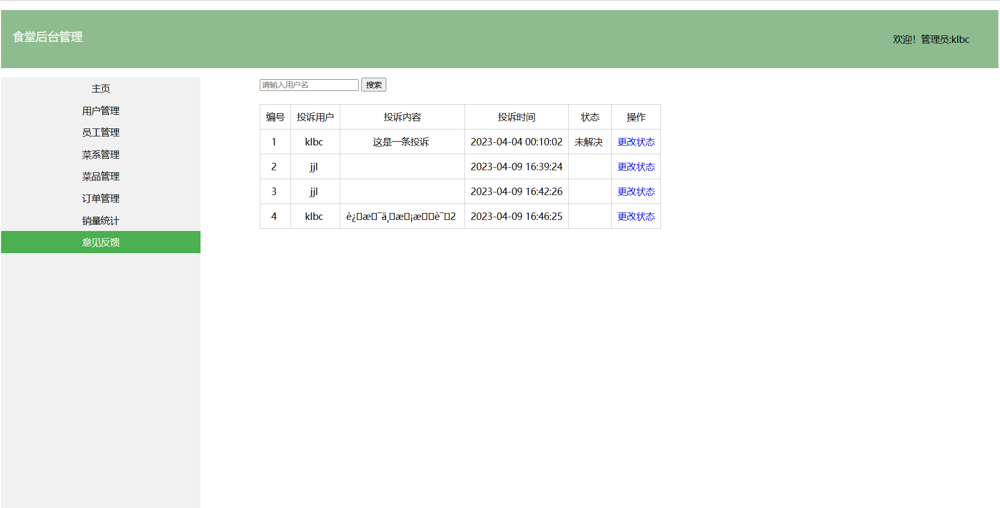 食堂后台管理
欢迎！管理员:klbc
主页
用户管理
员工管理
菜系管理
菜品管理
订单管理
销量统计
意见反馈
请输入用户名 搜索
编号 投诉用户 投诉内容 投诉时间 状态 操作
1 klbc 这是一条投诉 2023-04-04 00:10:02 未解决 更改状态
2 jjl 2023-04-09 16:39:24 更改状态
3 jjl 2023-04-09 16:42:26 更改状态
4 klbc 2023-04-09 16:46:25 更改状态